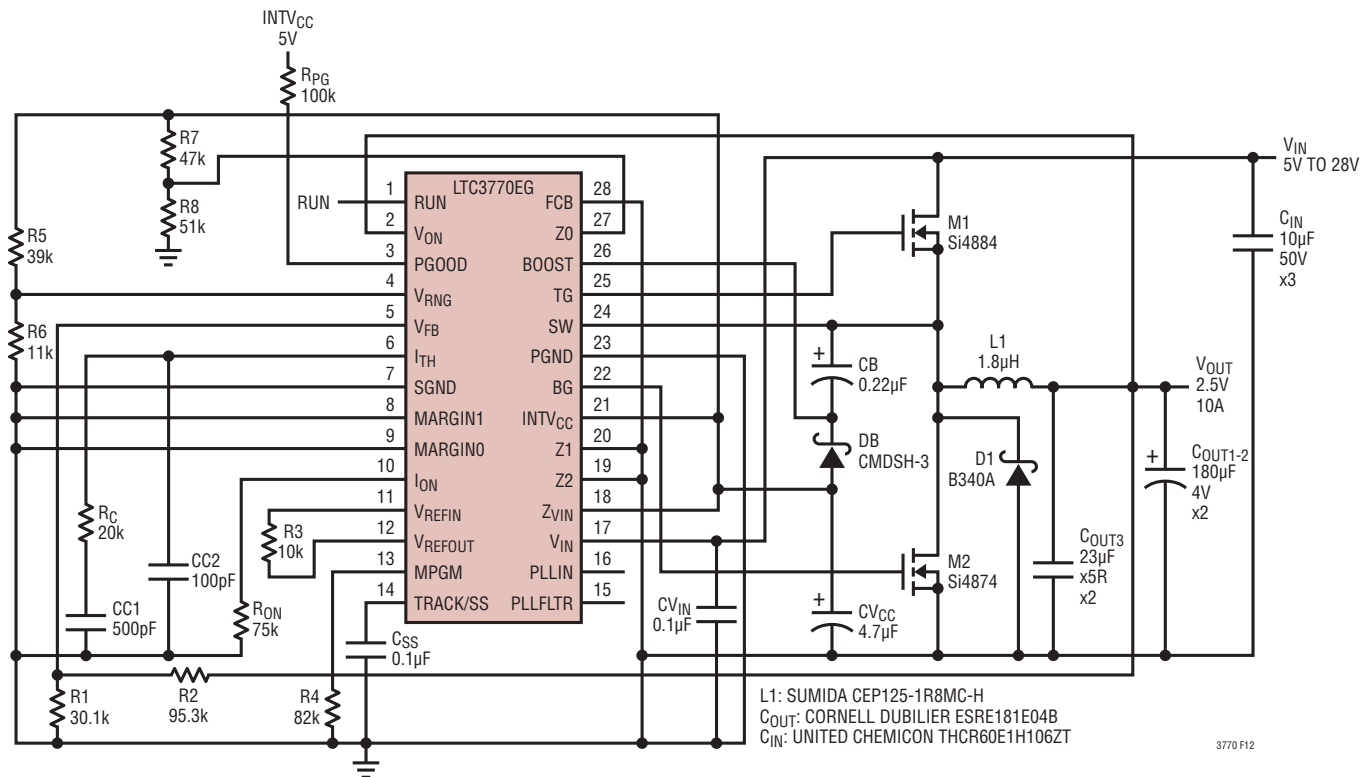 INTVCC
5V
RPG
100k
R7
47k
R8
51k
RUN
R5
39k
R6
11k
RC
20k
CC1
500pF
CC2
100pF
RON
75k
R3
10k
CSS
0.1µF
R1
30.1k
R2
95.3k
R4
82k
LTC3770EG
1 RUN
2 VON
3 PGOOD
4 VRNG
5 VFB
6 ITH
7 SGND
8 MARGIN1
9 MARGIN0
10 ION
11 VREFIN
12 VREFOUT
13 MPGM
14 TRACK/SS
FCB 28
Z0 27
BOOST 26
TG 25
SW 24
PGND 23
BG 22
INTVCC 21
Z1 20
Z2 19
ZVIN 18
VIN 17
PLLIN 16
PLLFLTR 15
CVIN
0.1µF
+
CB
0.22µF
DB
CMDSH-3
+
CVCC
4.7µF
M1
Si4884
M2
Si4874
D1
B340A
L1
1.8µH
VIN
5V TO 28V
CIN
10µF
50V
x3
VOUT
2.5V
10A
+
COUT1-2
180µF
4V
x2
COUT3
23µF
x5R
x2
L1: SUMIDA CEP125-1R8MC-H
COUT: CORNELL DUBILIER ESRE181E04B
CIN: UNITED CHEMICON THCR60E1H106ZT
3770 F12